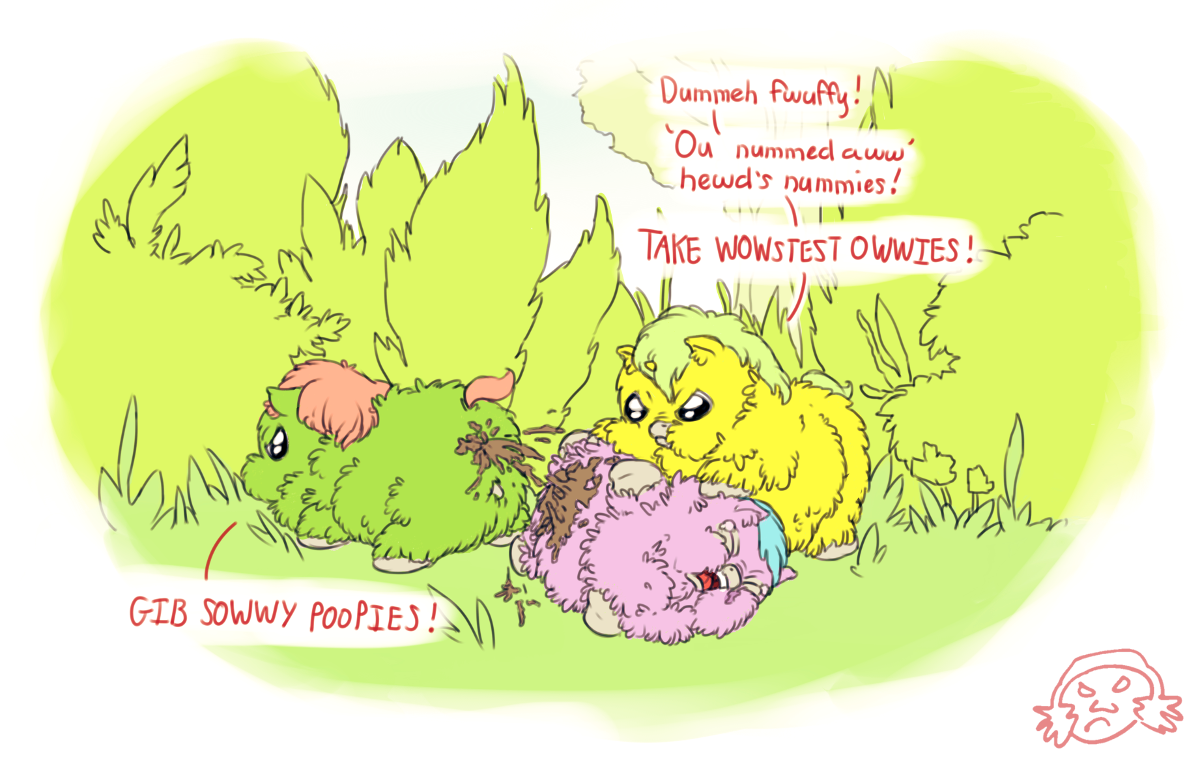 Dummeh fwuffy!
'Ou nummed aww'
hewd's nummies!
TAKE WOWSTEST OWWIES!
GIB SOWWY POOPIES!